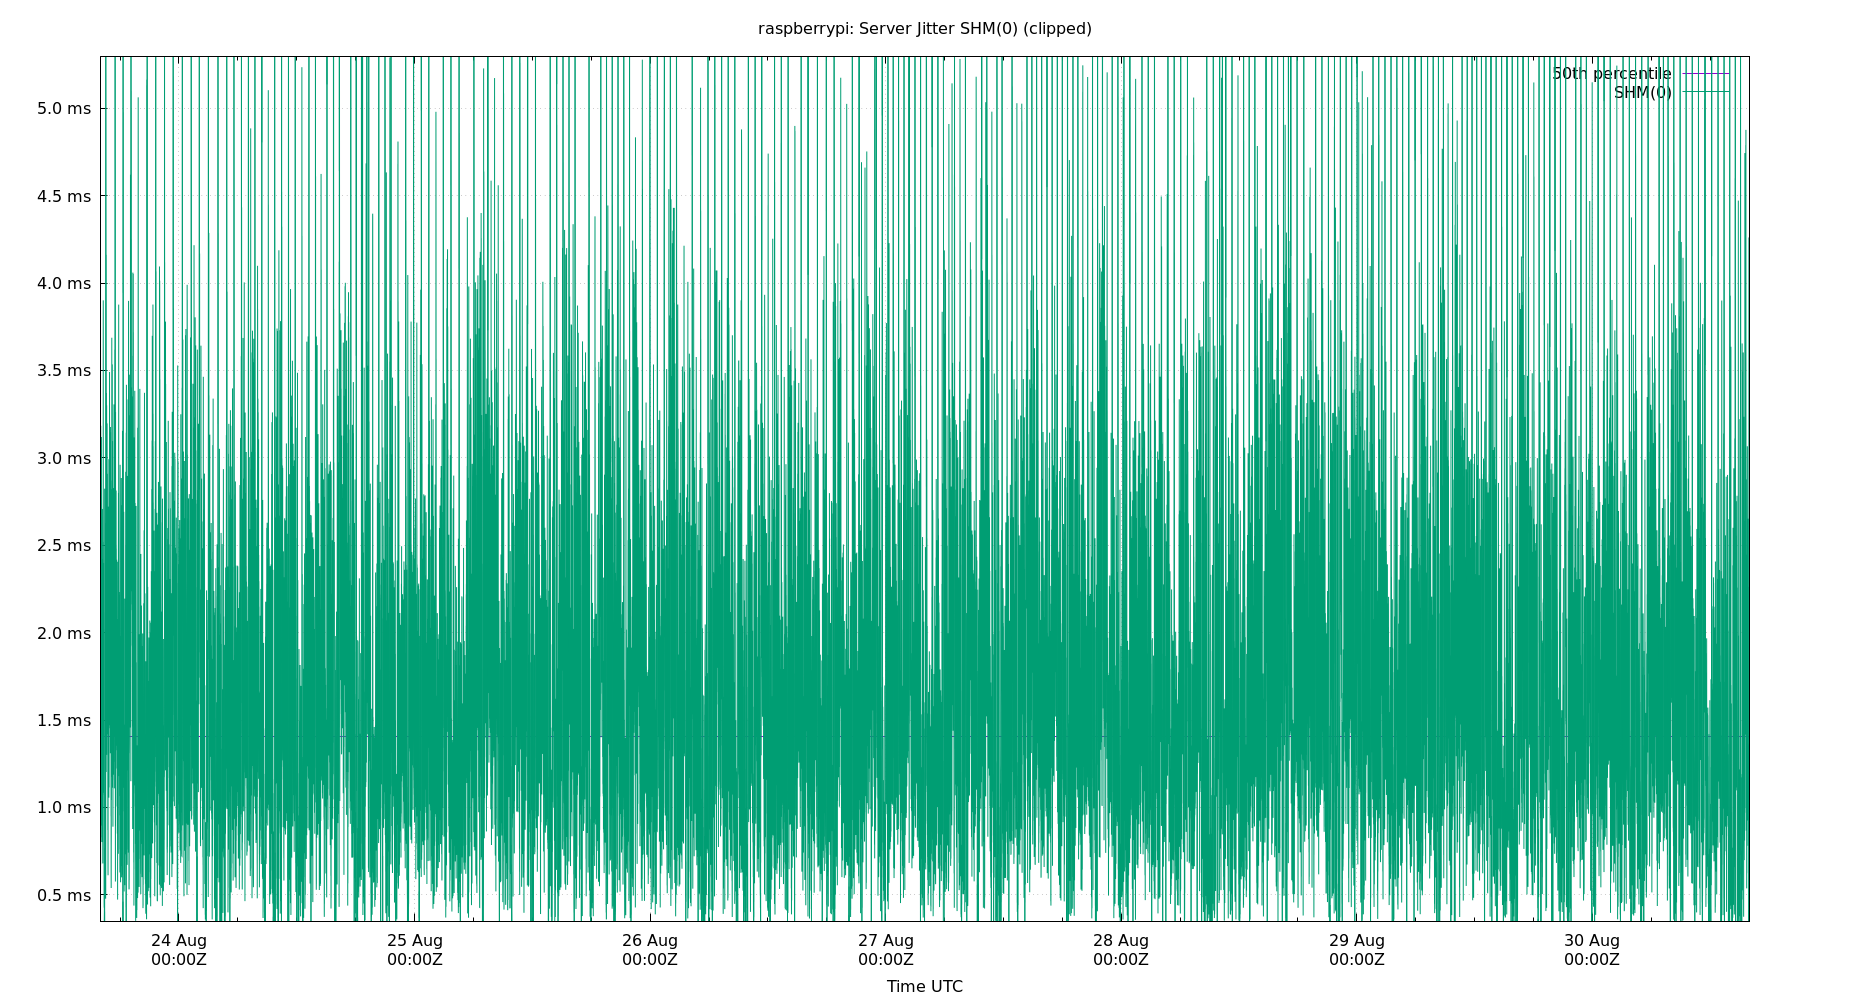 raspberrypi: Server Jitter SHM(0) (clipped)
50th percentile
SHM(0)
5.0 ms
4.5 ms
4.0 ms
3.5 ms
3.0 ms
2.5 ms
2.0 ms
1.5 ms
1.0 ms
0.5 ms
24 Aug 25 Aug 26 Aug 27 Aug 28 Aug 29 Aug 30 Aug
00:00Z 00:00Z 00:00Z 00:00Z 00:00Z 00:00Z 00:00Z
Time UTC